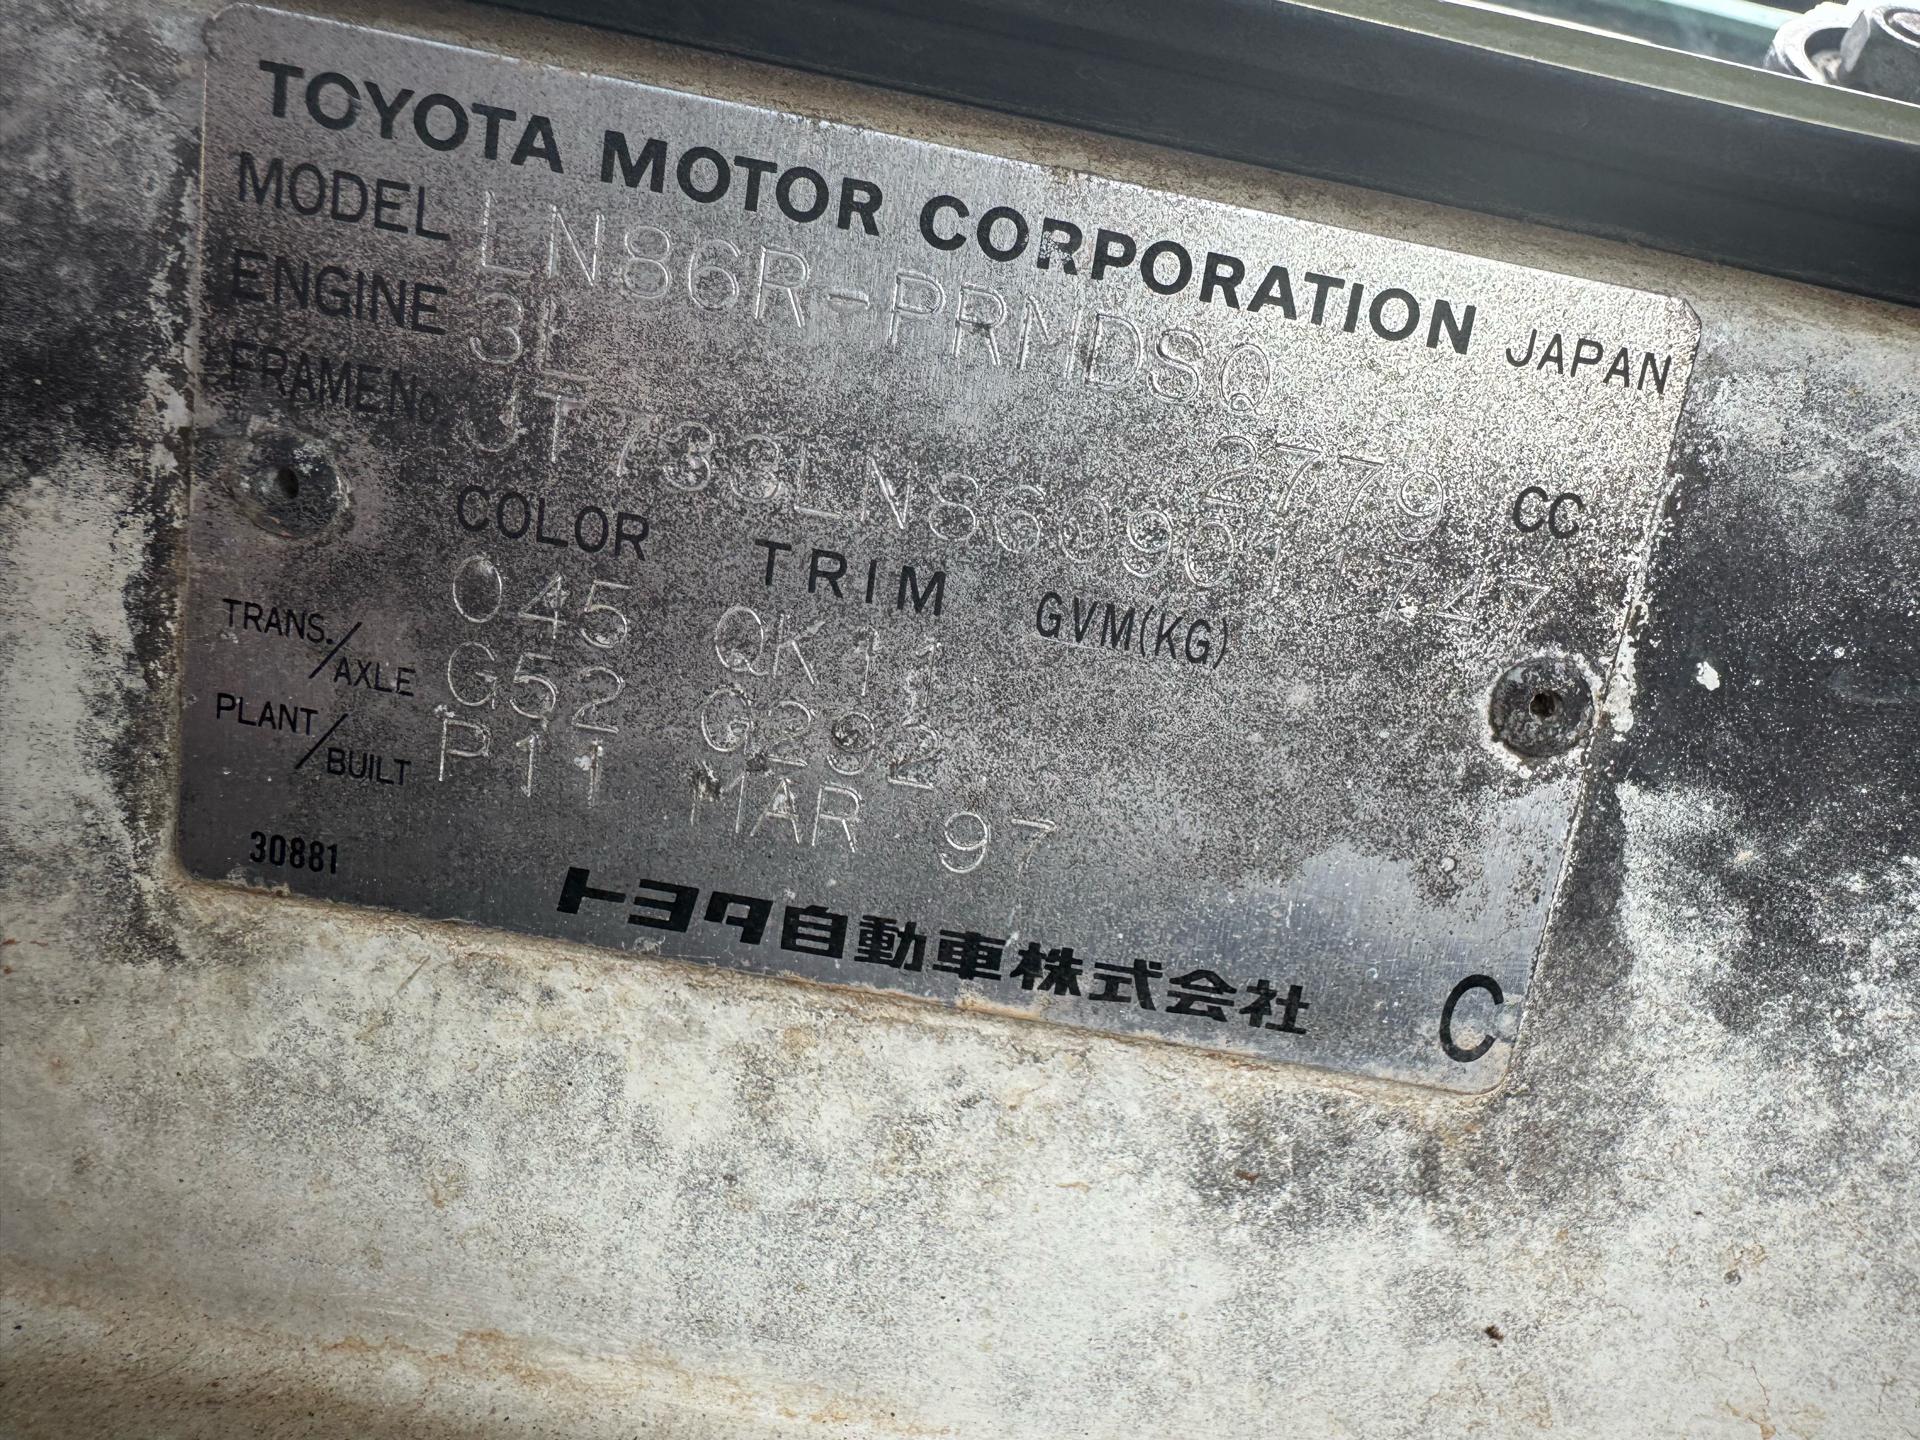 TOYOTA MOTOR CORPORATION JAPAN
MODEL LN86R-PRMDSQ
ENGINE 3L 2779 CC
FRAME No. JT733LN8609011747
COLOR TRIM GVM(KG)
045 QK11
TRANS./AXLE G52 G292
PLANT/BUILT P11 MAR 97
30881
トヨタ自動車株式会社 C